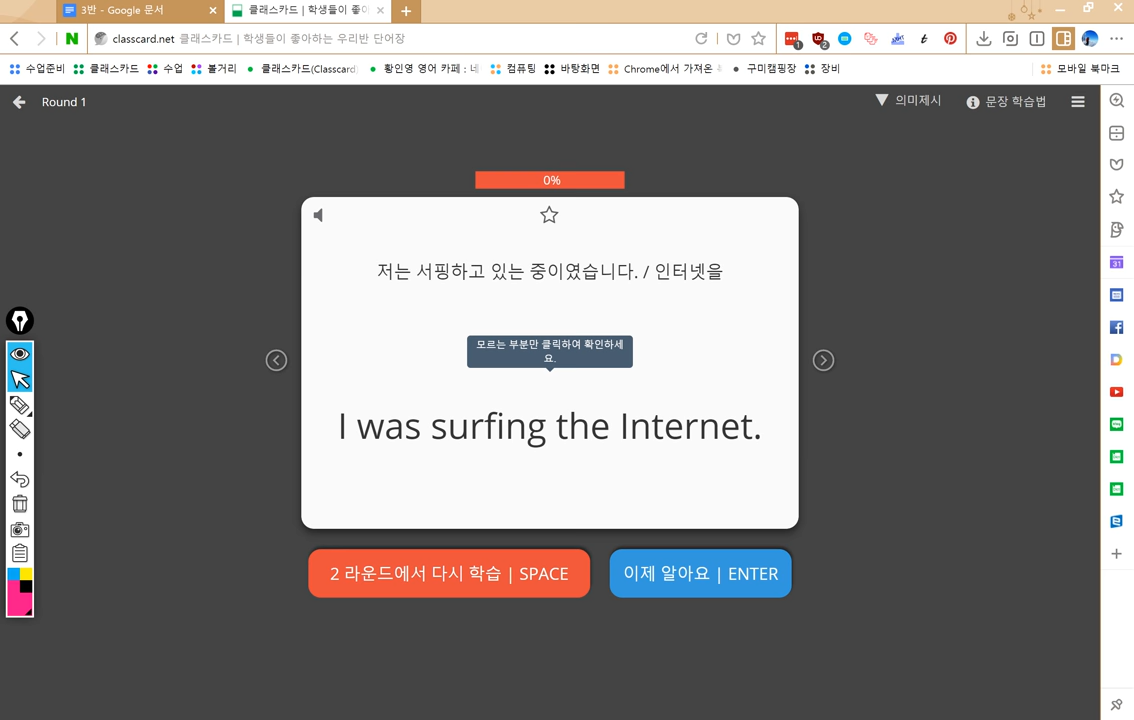 3반 - Google 문서
클래스카드 | 학생들이 좋아
classcard.net 클래스카드 | 학생들이 좋아하는 우리반 단어장
수업준비
클래스카드
수업
볼거리
클래스카드(Classcard
황인영 영어 카페 : 네
컴퓨팅
바탕화면
Chrome에서 가져온
구미캠핑장
장비
모바일 북마크
Round 1
의미제시
문장 학습법
0%
저는 서핑하고 있는 중이였습니다. / 인터넷을
모르는 부분만 클릭하여 확인하세
요.
I was surfing the Internet.
2 라운드에서 다시 학습 | SPACE
이제 알아요 | ENTER